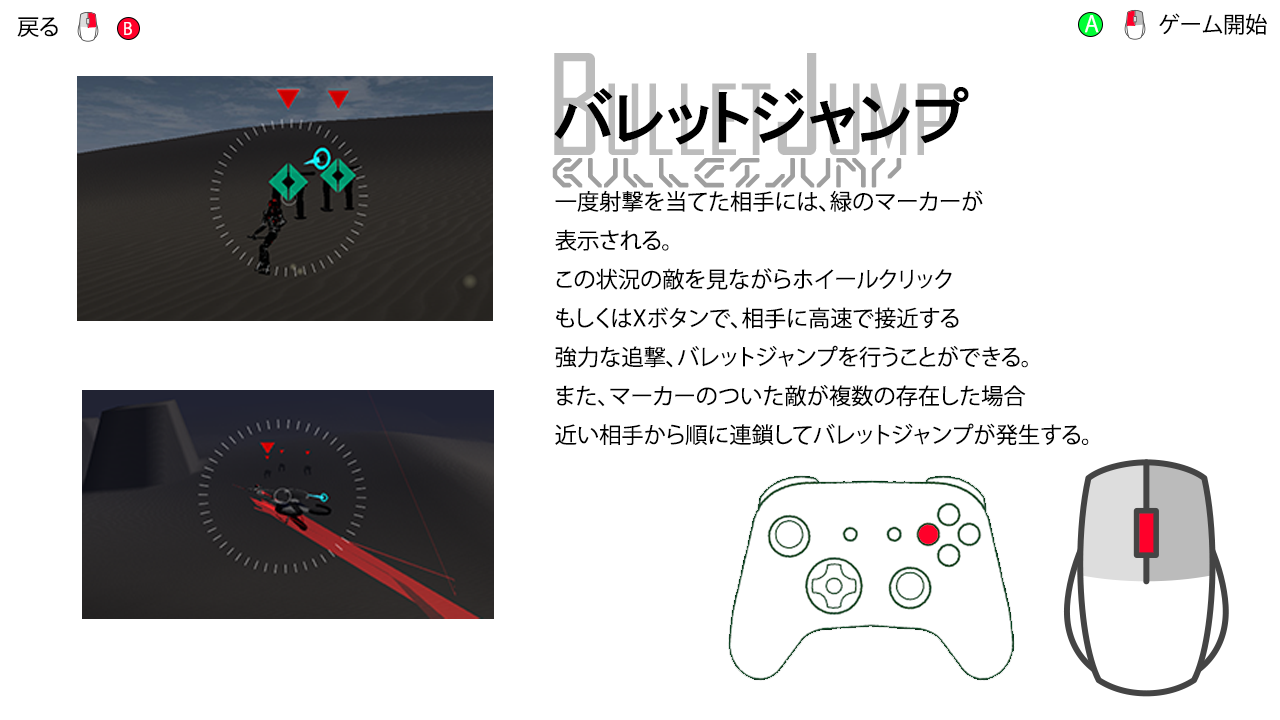 戻る B
A ゲーム開始
BULLETJUMP
バレットジャンプ
BULLETJUMP
一度射撃を当てた相手には、緑のマーカーが
表示される。
この状況の敵を見ながらホイールクリック
もしくはXボタンで、相手に高速で接近する
強力な追撃、バレットジャンプを行うことができる。
また、マーカーのついた敵が複数の存在した場合
近い相手から順に連鎖してバレットジャンプが発生する。